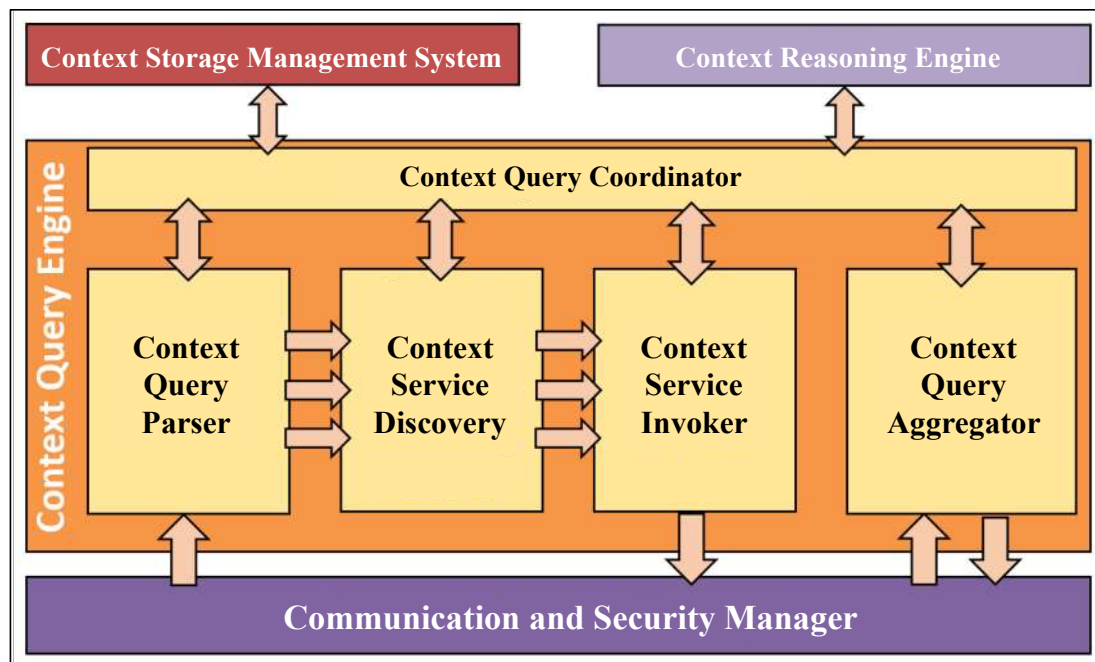 Context Storage Management System
Context Reasoning Engine
Context Query Engine
Context Query Coordinator
Context
Query
Parser
Context
Service
Discovery
Context
Service
Invoker
Context
Query
Aggregator
Communication and Security Manager